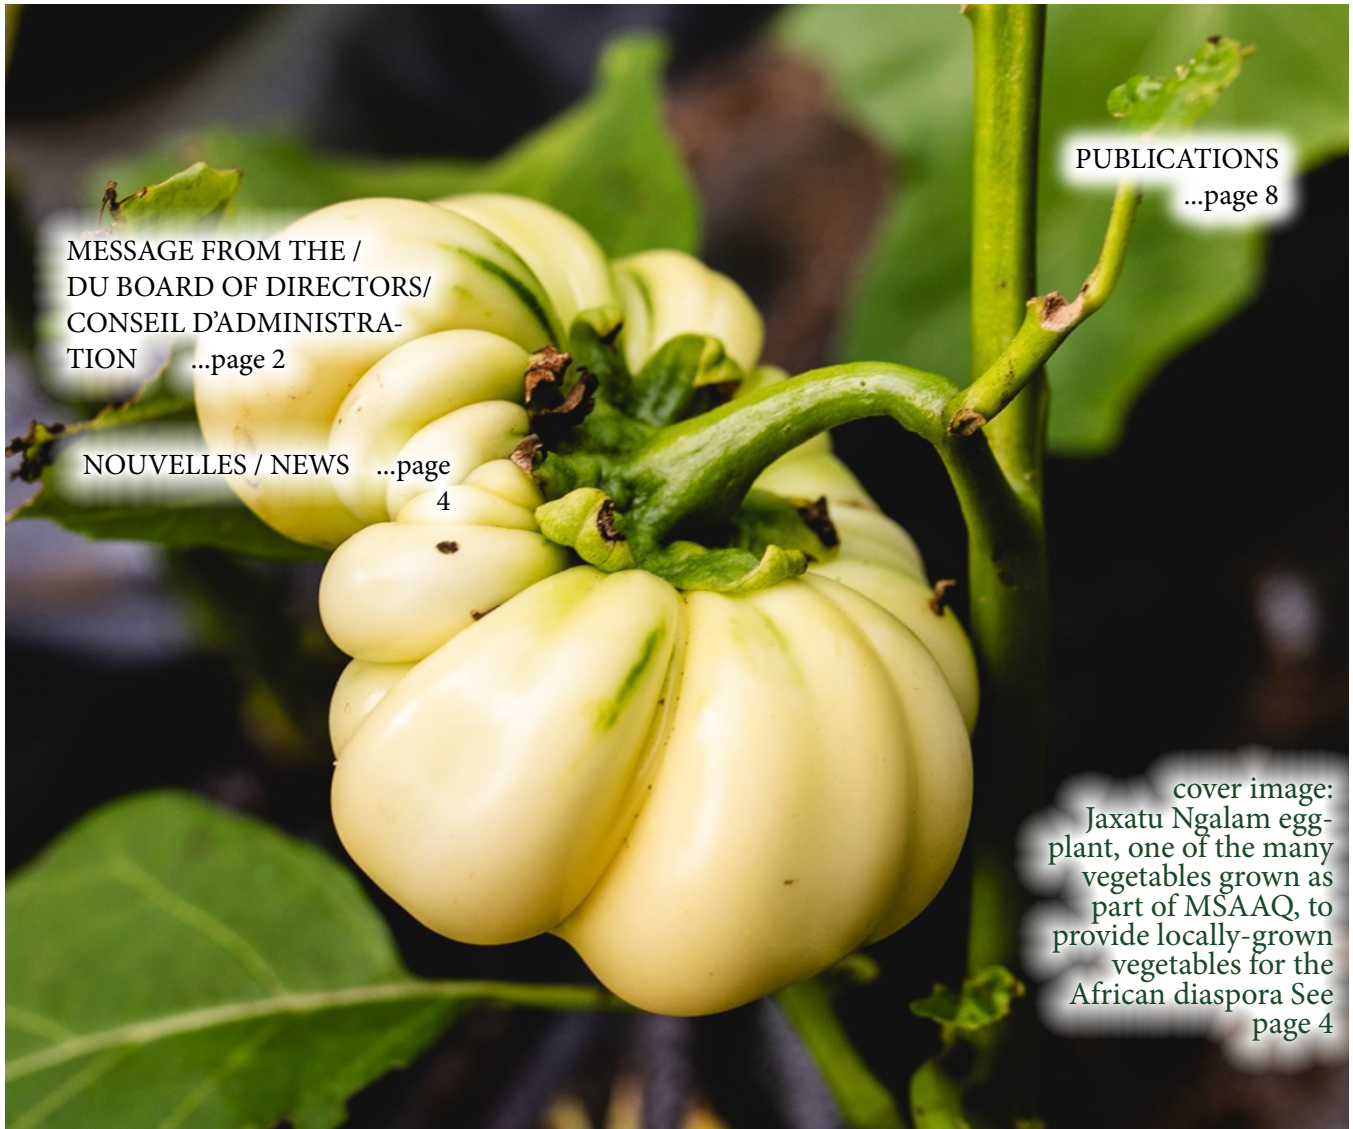 MESSAGE FROM THE /
DU BOARD OF DIRECTORS/
CONSEIL D’ADMINISTRA-
TION ...page 2
NOUVELLES / NEWS ...page
4
PUBLICATIONS
...page 8
cover image:
Jaxatu Ngalam egg-
plant, one of the many
vegetables grown as
part of MSAAQ, to
provide locally-grown
vegetables for the
African diaspora See
page 4